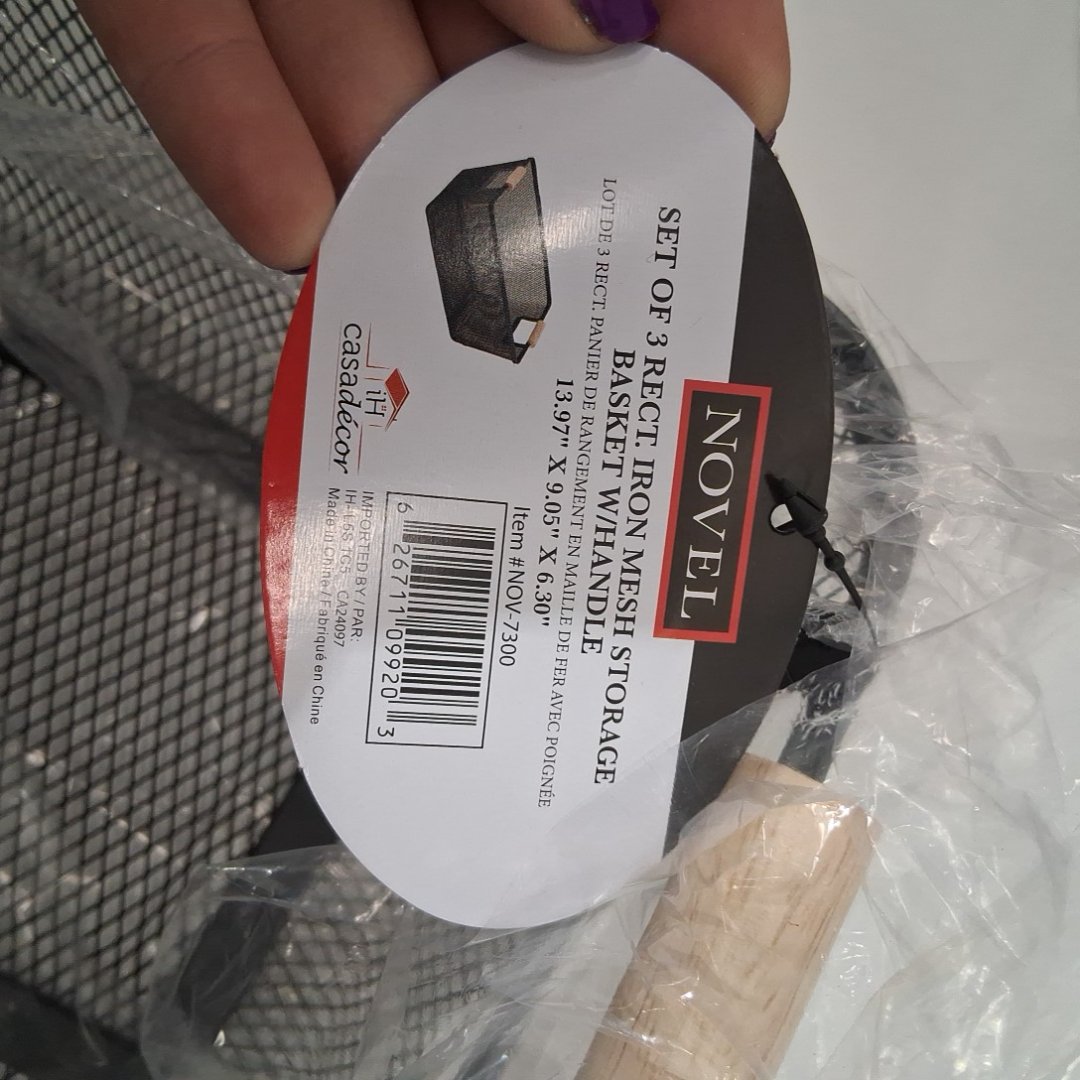 NOVEL
SET OF 3 RECT. IRON MESH STORAGE
BASKET W/HANDLE
LOT DE 3 RECT. PANIER DE RANGEMENT EN MAILLE DE FER AVEC POIGNÉE
13.97" X 9.05" X 6.30"
Item #NOV-7300
6 26711 09920 3
iH
casadécor
IMPORTED BY / PAR:
CA24097
Made in China / Fabriqué en Chine